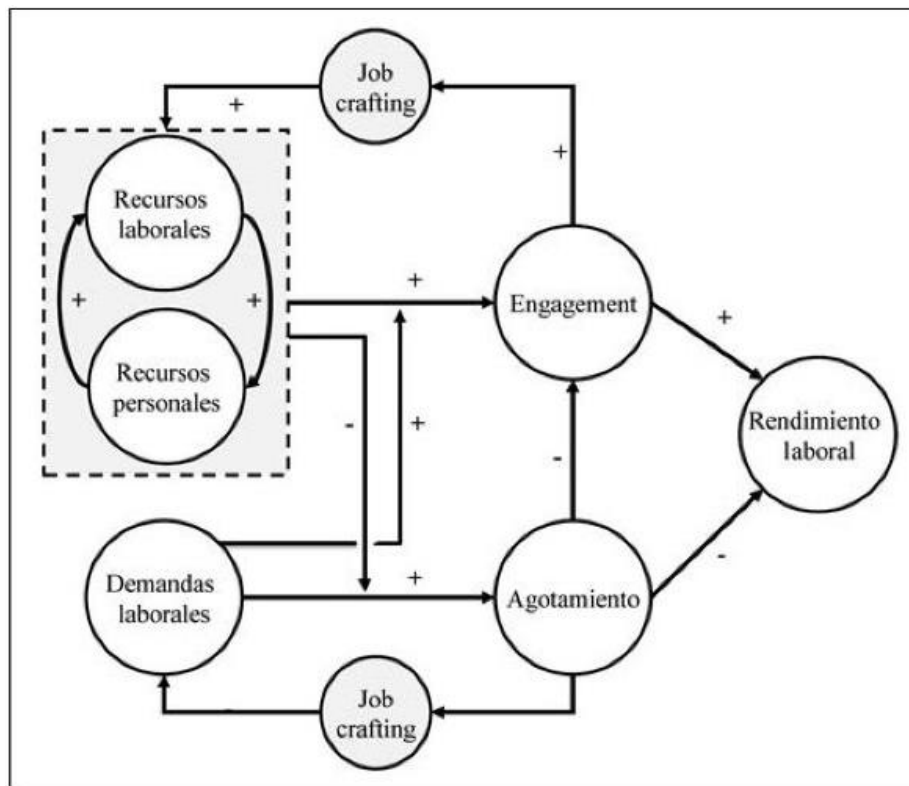 Job
crafting
+
+
Recursos
laborales
+
+
+
Engagement
+
Recursos
personales
-
+
-
Rendimiento
laboral
Demandas
laborales
+
Agotamiento
-
Job
crafting
-